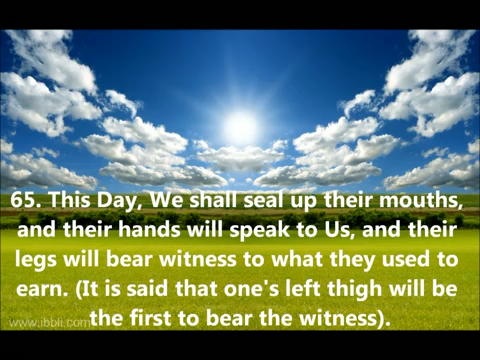 65. This Day, We shall seal up their mouths,
and their hands will speak to Us, and their
legs will bear witness to what they used to
earn. (It is said that one's left thigh will be
the first to bear the witness).
www.ibbli.com